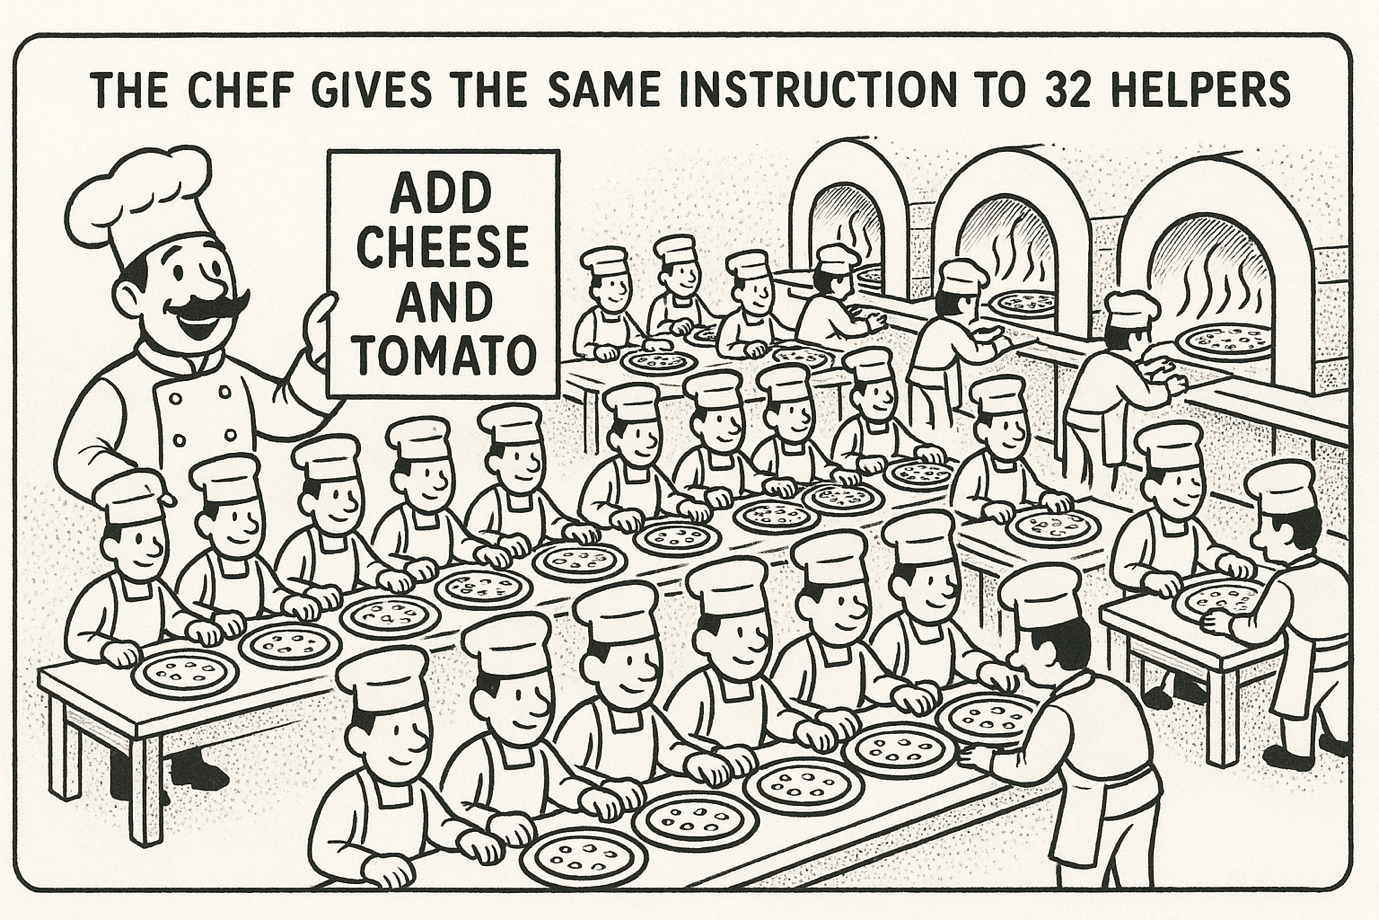 THE CHEF GIVES THE SAME INSTRUCTION TO 32 HELPERS
ADD
CHEESE
AND
TOMATO